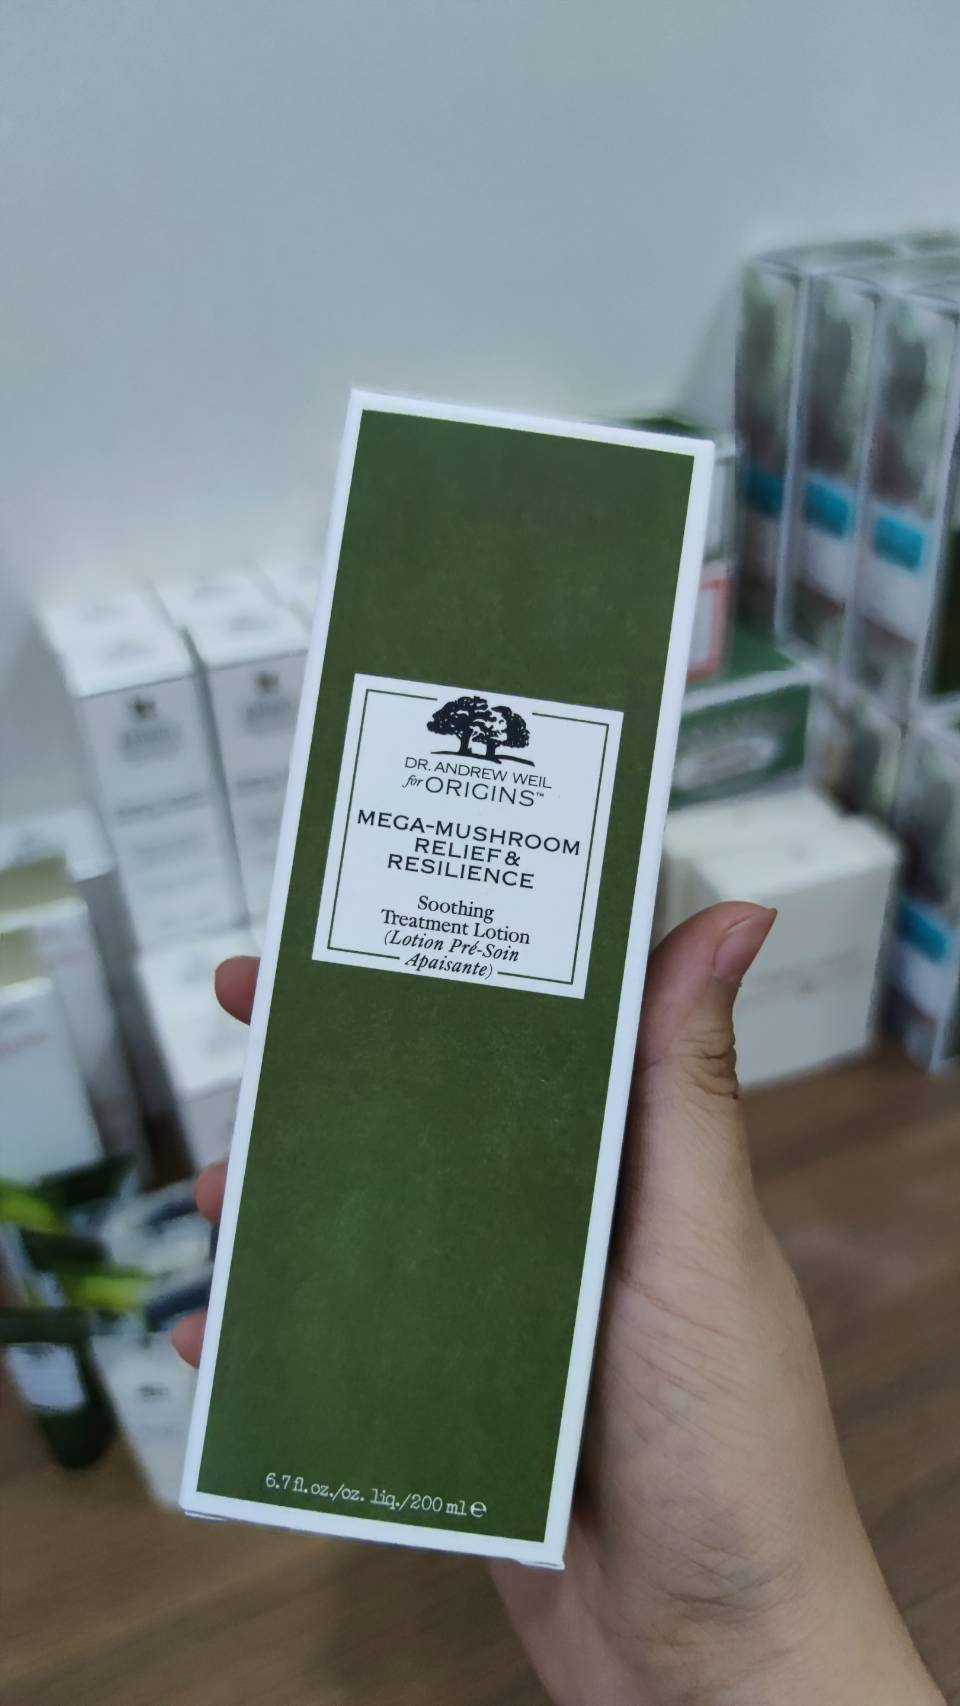 DR. ANDREW WEIL
for ORIGINS™
MEGA-MUSHROOM
RELIEF &
RESILIENCE
Soothing
Treatment Lotion
(Lotion Pré-Soin
Apaisante)
6.7 fl.oz./oz. liq./200 ml ℮